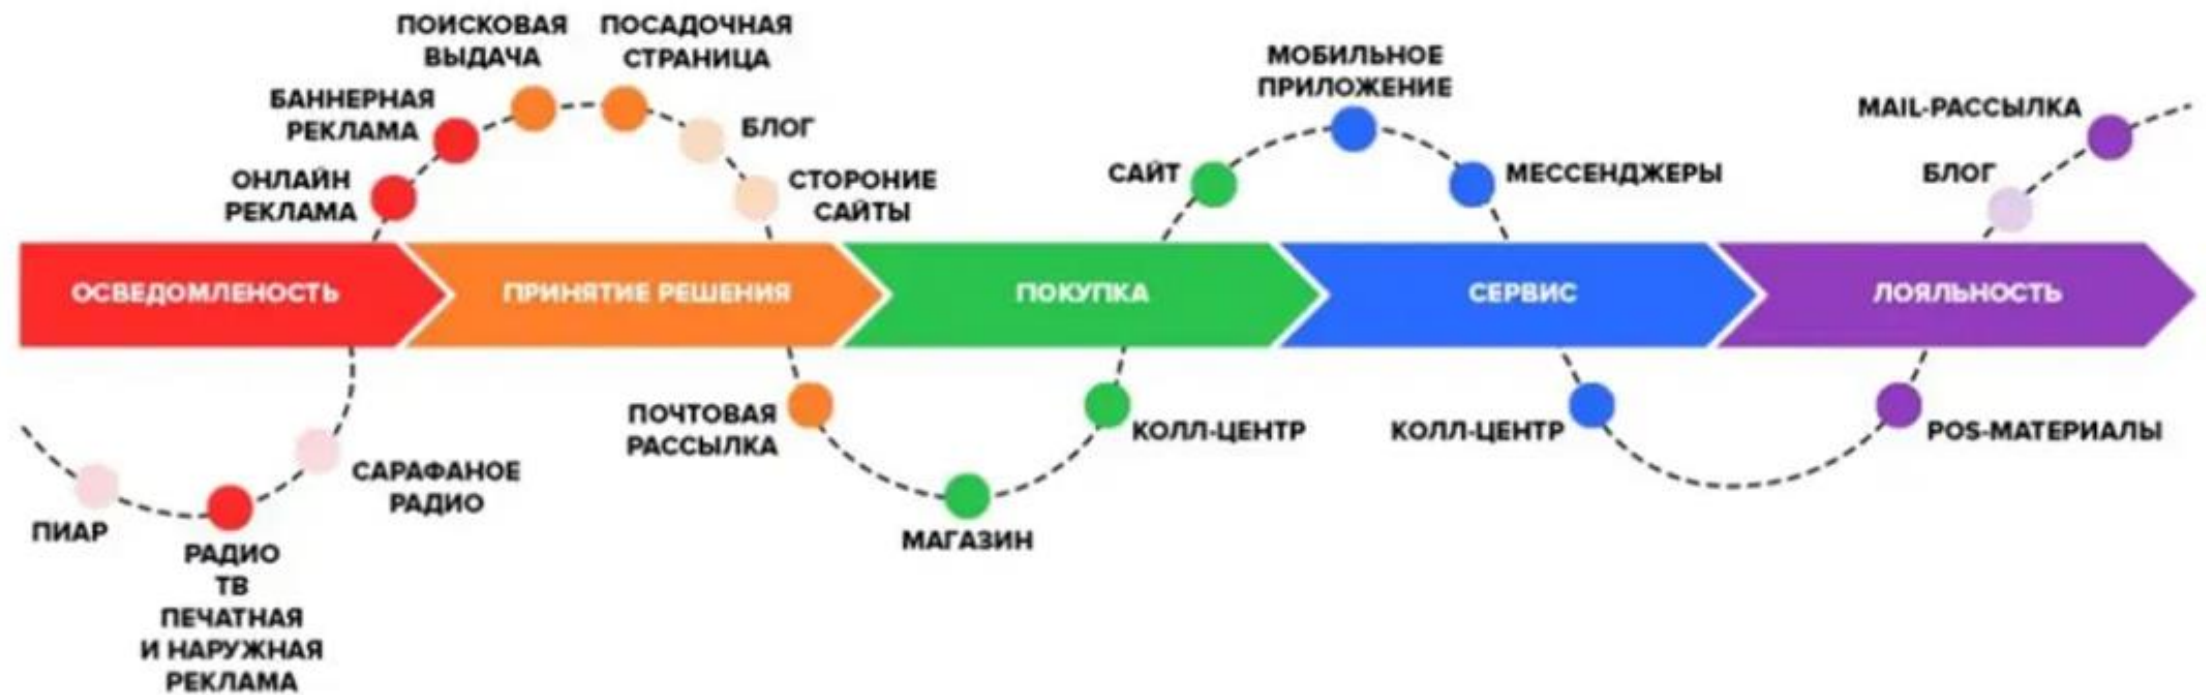 ПОИСКОВАЯ
ВЫДАЧА
ПОСАДОЧНАЯ
СТРАНИЦА
БАННЕРНАЯ
РЕКЛАМА
БЛОГ
ОНЛАЙН
РЕКЛАМА
СТОРОНИЕ
САЙТЫ
МОБИЛЬНОЕ
ПРИЛОЖЕНИЕ
САЙТ
МЕССЕНДЖЕРЫ
MAIL-РАССЫЛКА
БЛОГ
ОСВЕДОМЛЕНОСТЬ
ПРИНЯТИЕ РЕШЕНИЯ
ПОКУПКА
СЕРВИС
ЛОЯЛЬНОСТЬ
ПИАР
РАДИО
ТВ
ПЕЧАТНАЯ
И НАРУЖНАЯ
РЕКЛАМА
САРАФАНОЕ
РАДИО
ПОЧТОВАЯ
РАССЫЛКА
МАГАЗИН
КОЛЛ-ЦЕНТР
КОЛЛ-ЦЕНТР
POS-МАТЕРИАЛЫ